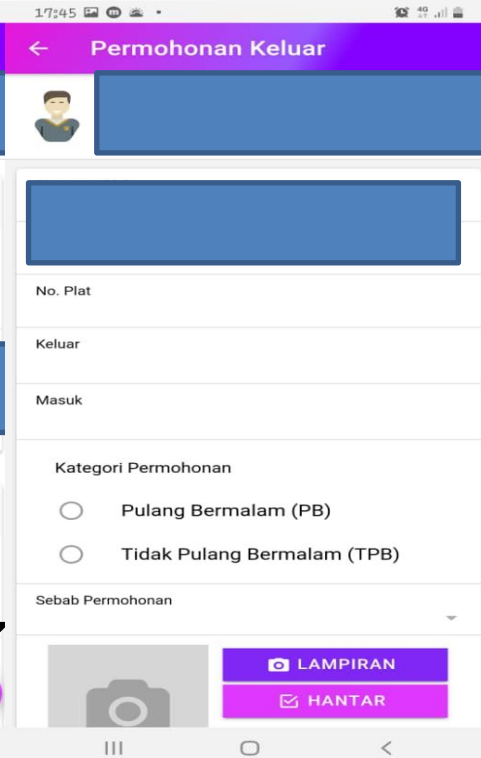 17:45
4G
Permohonan Keluar
No. Plat
Keluar
Masuk
Kategori Permohonan
Pulang Bermalam (PB)
Tidak Pulang Bermalam (TPB)
Sebab Permohonan
LAMPIRAN
HANTAR